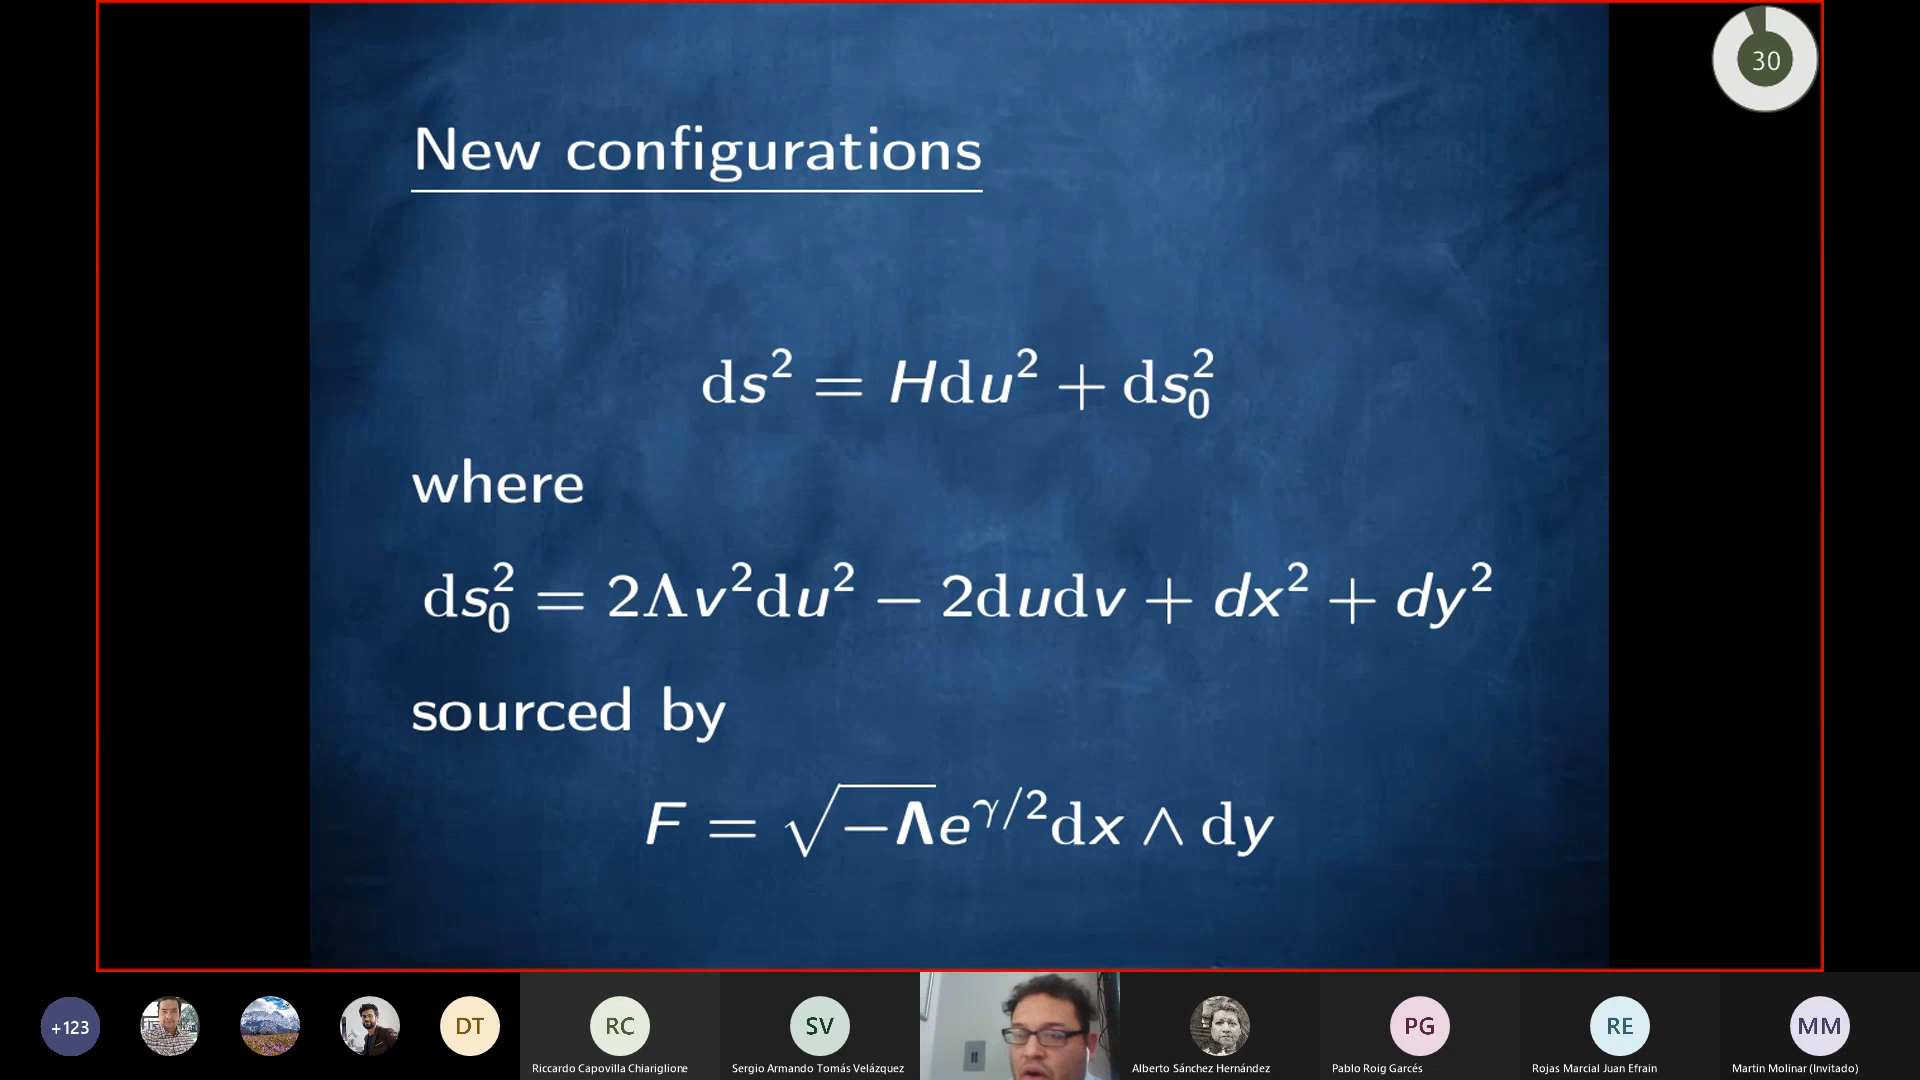 30
New configurations
ds² = Hdu² + ds₀²
where
ds₀² = 2Λv²du² − 2dudv + dx² + dy²
sourced by
F = √−Λe^{γ/2}dx ∧ dy
+123
DT
RC
SV
PG
RE
MM
Riccardo Capovilla Chiariglione
Sergio Armando Tomás Velázquez
Alberto Sánchez Hernández
Pablo Roig Garcés
Rojas Marcial Juan Efrain
Martin Molinar (Invitado)